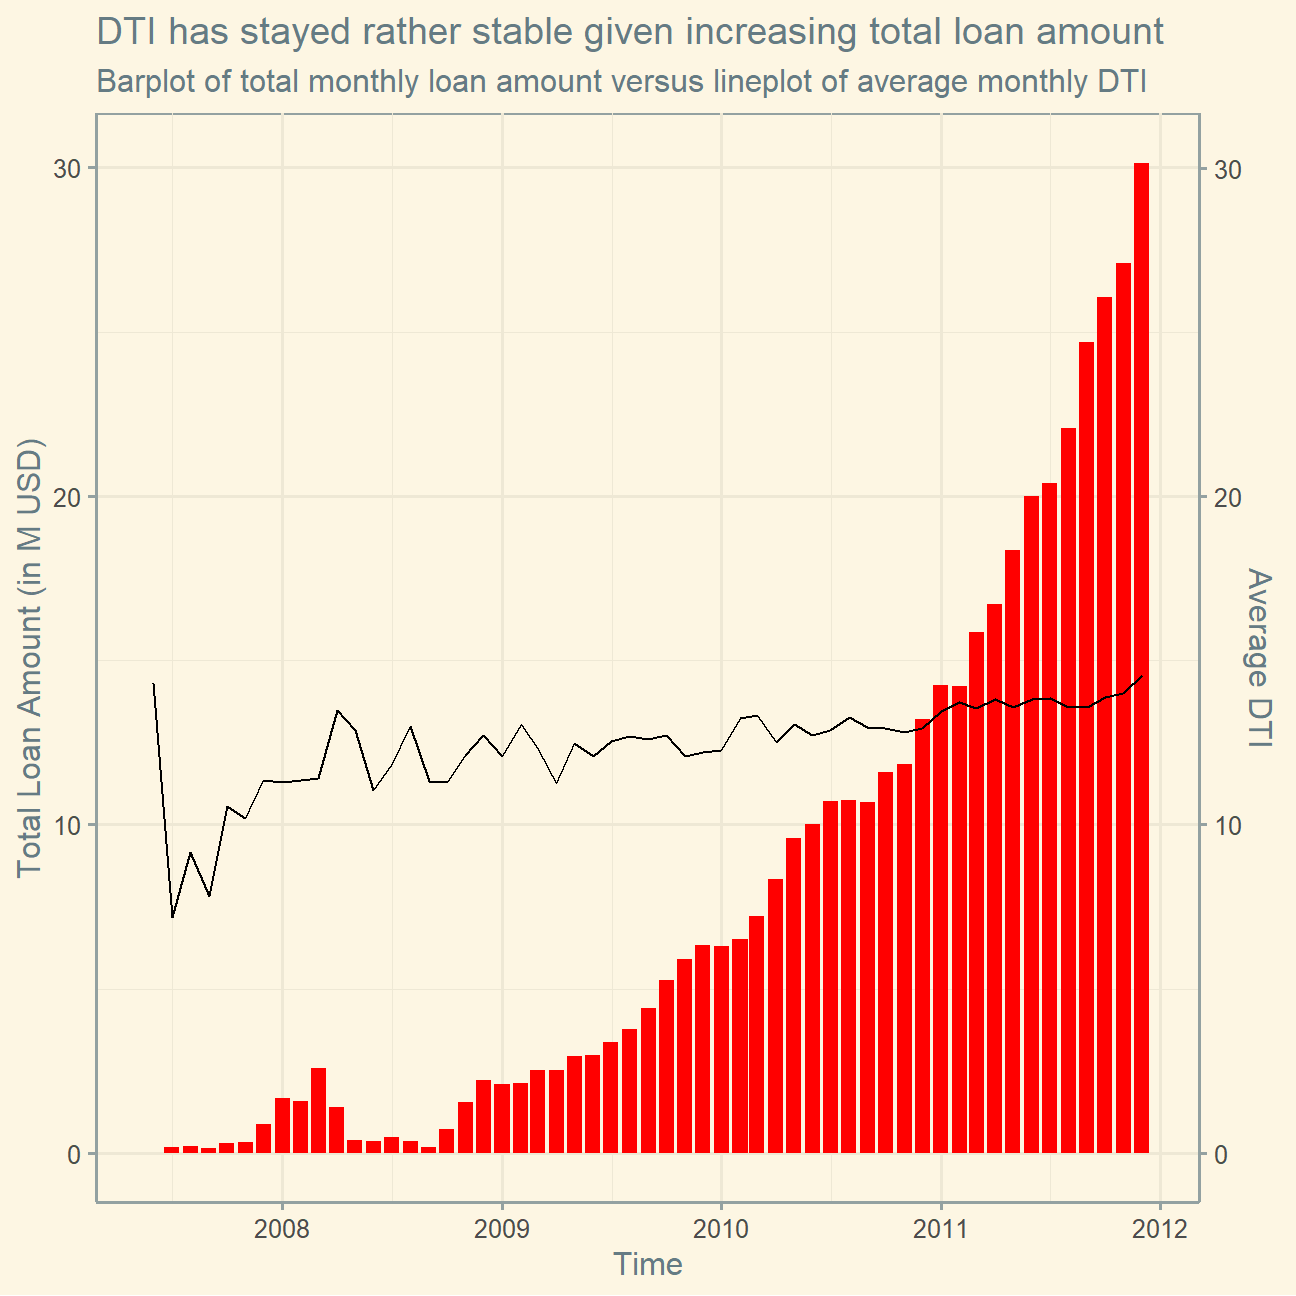 DTI has stayed rather stable given increasing total loan amount
Barplot of total monthly loan amount versus lineplot of average monthly DTI
Total Loan Amount (in M USD)
30
20
10
0
30
20
10
0
Average DTI
2008
2009
2010
2011
2012
Time